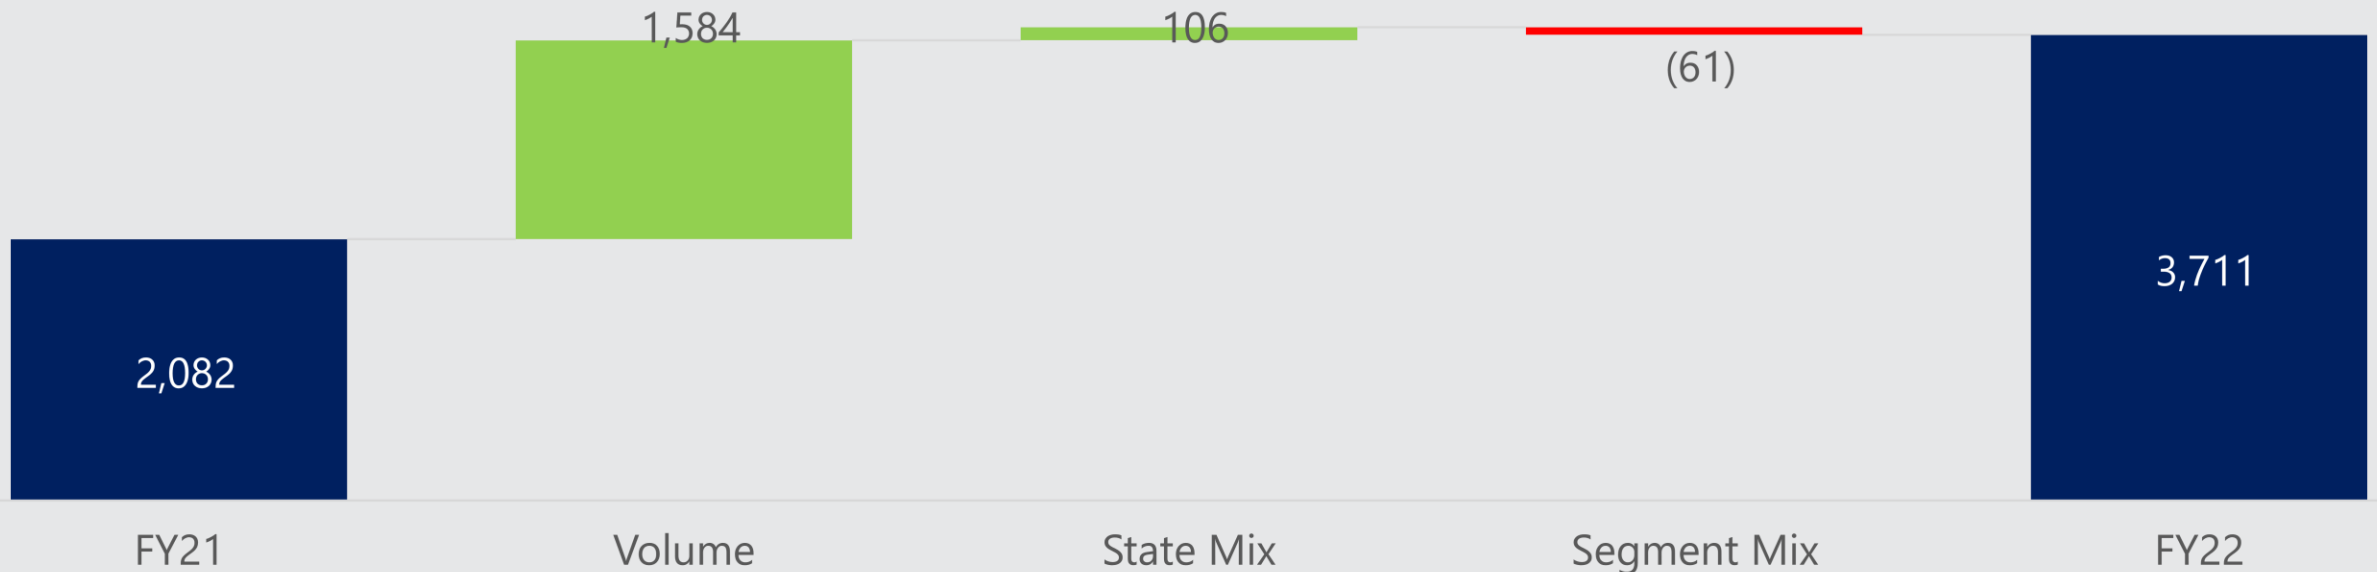 1,584
106
(61)
3,711
2,082
FY21
Volume
State Mix
Segment Mix
FY22